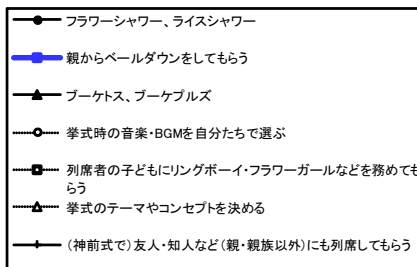 フラワーシャワー、ライスシャワー
親からベールダウンをしてもらう
ブーケトス、ブーケプルズ
挙式時の音楽・BGMを自分たちで選ぶ
列席者の子どもにリングボーイ・フラワーガールなどを務めても
らう
挙式のテーマやコンセプトを決める
(神前式で)友人・知人など(親・親族以外)にも列席してもらう